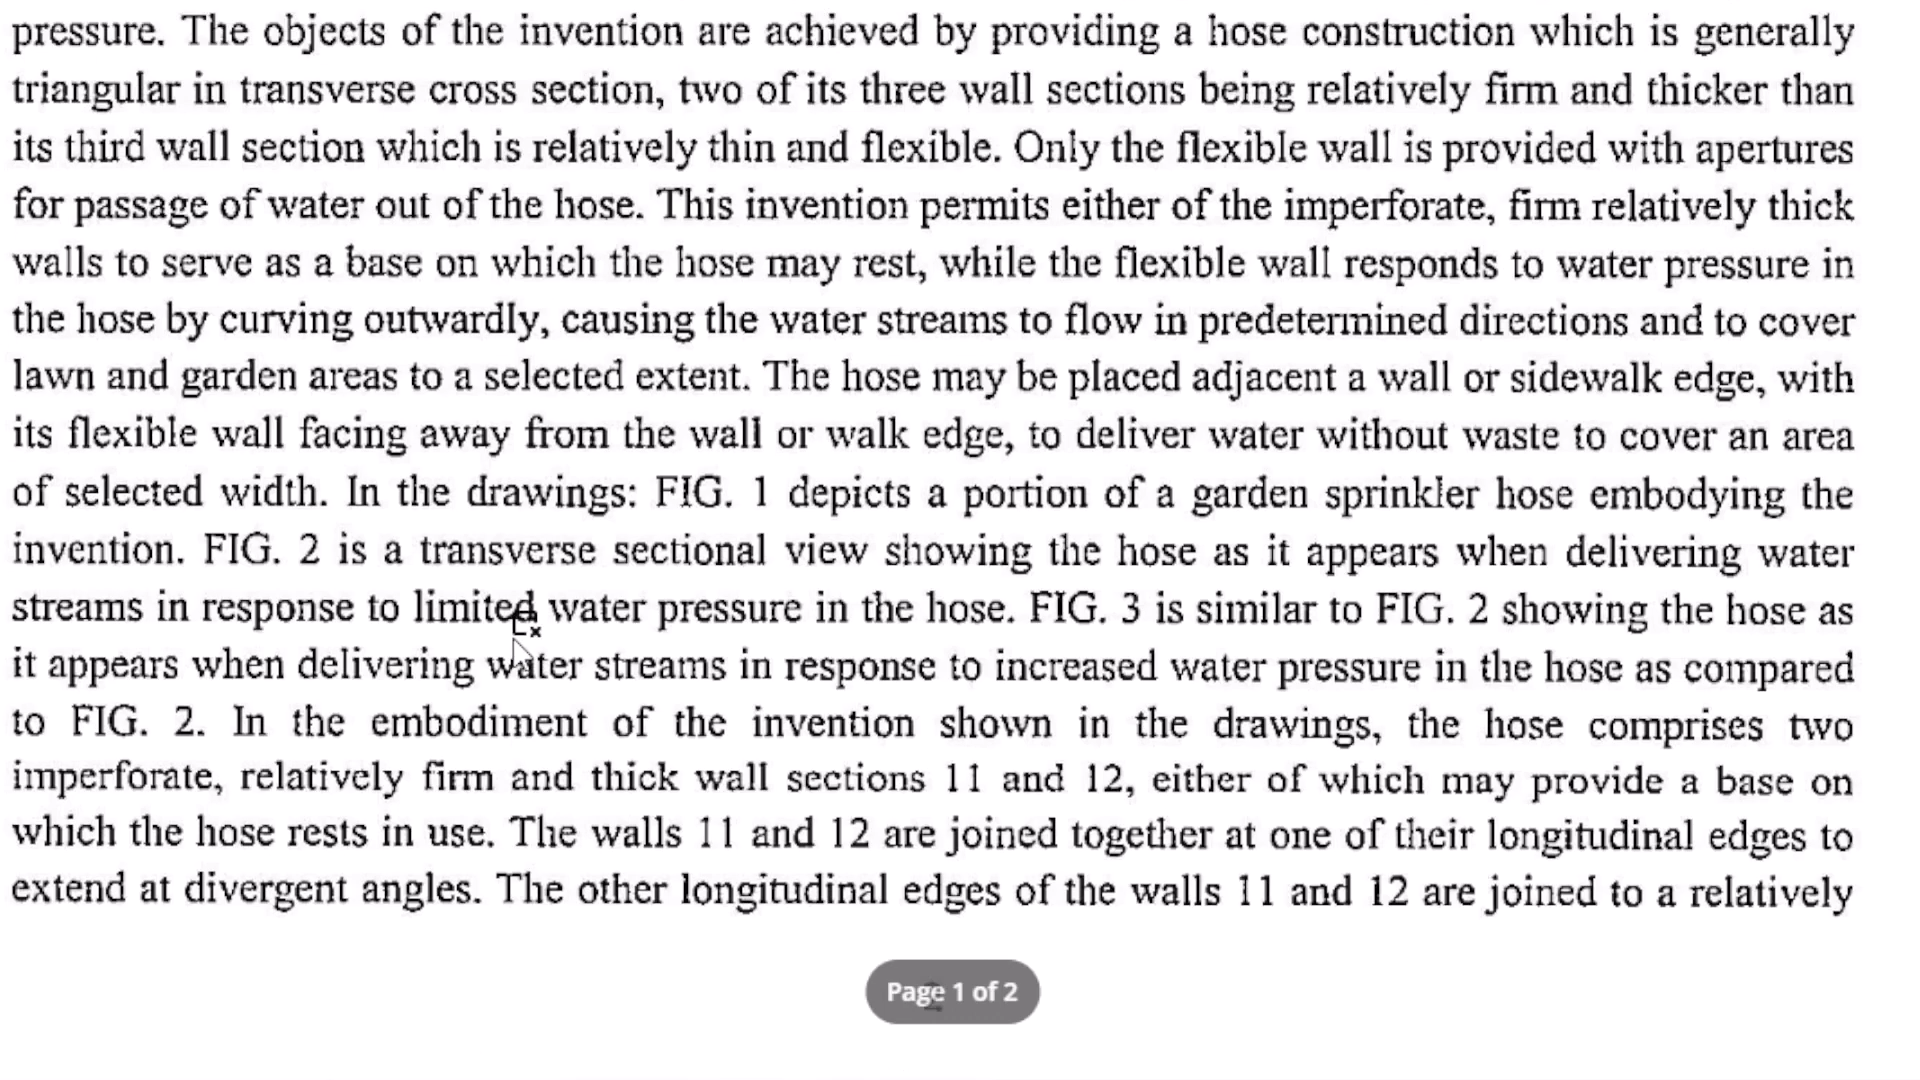 pressure. The objects of the invention are achieved by providing a hose construction which is generally
triangular in transverse cross section, two of its three wall sections being relatively firm and thicker than
its third wall section which is relatively thin and flexible. Only the flexible wall is provided with apertures
for passage of water out of the hose. This invention permits either of the imperforate, firm relatively thick
walls to serve as a base on which the hose may rest, while the flexible wall responds to water pressure in
the hose by curving outwardly, causing the water streams to flow in predetermined directions and to cover
lawn and garden areas to a selected extent. The hose may be placed adjacent a wall or sidewalk edge, with
its flexible wall facing away from the wall or walk edge, to deliver water without waste to cover an area
of selected width. In the drawings: FIG. 1 depicts a portion of a garden sprinkler hose embodying the
invention. FIG. 2 is a transverse sectional view showing the hose as it appears when delivering water
streams in response to limited water pressure in the hose. FIG. 3 is similar to FIG. 2 showing the hose as
it appears when delivering water streams in response to increased water pressure in the hose as compared
to FIG. 2. In the embodiment of the invention shown in the drawings, the hose comprises two
imperforate, relatively firm and thick wall sections 11 and 12, either of which may provide a base on
which the hose rests in use. The walls 11 and 12 are joined together at one of their longitudinal edges to
extend at divergent angles. The other longitudinal edges of the walls 11 and 12 are joined to a relatively
Page 1 of 2